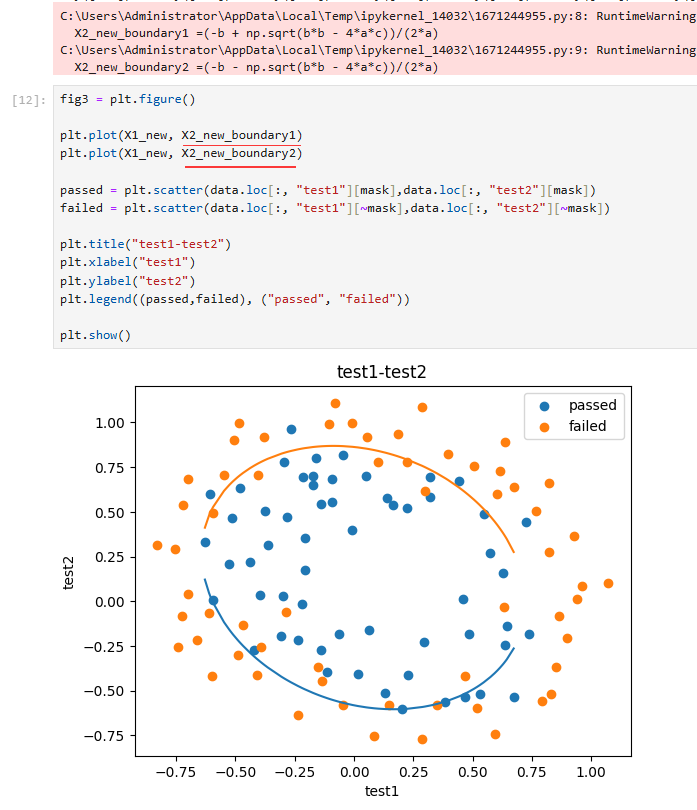 C:\Users\Administrator\AppData\Local\Temp\ipykernel_14032\1671244955.py:8: RuntimeWarning
X2_new_boundary1 =(-b + np.sqrt(b*b - 4*a*c))/(2*a)
C:\Users\Administrator\AppData\Local\Temp\ipykernel_14032\1671244955.py:9: RuntimeWarning
X2_new_boundary2 =(-b - np.sqrt(b*b - 4*a*c))/(2*a)
[12]: fig3 = plt.figure()
plt.plot(X1_new, X2_new_boundary1)
plt.plot(X1_new, X2_new_boundary2)
passed = plt.scatter(data.loc[:, "test1"][mask],data.loc[:, "test2"][mask])
failed = plt.scatter(data.loc[:, "test1"][~mask],data.loc[:, "test2"][~mask])
plt.title("test1-test2")
plt.xlabel("test1")
plt.ylabel("test2")
plt.legend((passed,failed), ("passed", "failed"))
plt.show()
test1-test2
passed
failed
1.00
0.75
0.50
0.25
0.00
−0.25
−0.50
−0.75
test2
−0.75 −0.50 −0.25 0.00 0.25 0.50 0.75 1.00
test1